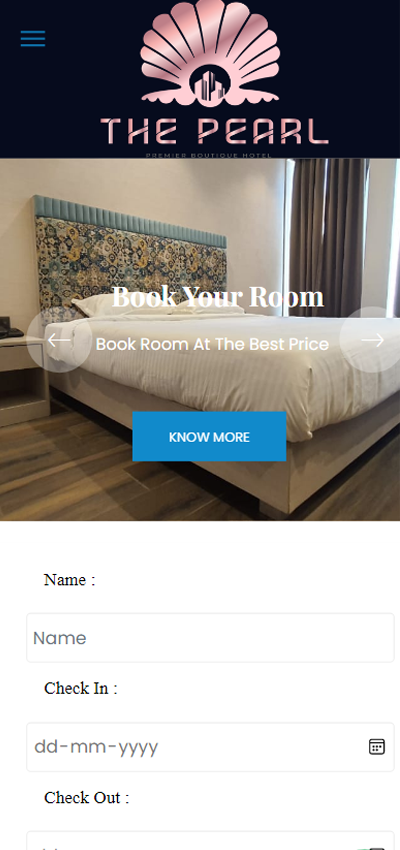 THE PEARL
PREMIER BOUTIQUE HOTEL
Book Your Room
Book Room At The Best Price
KNOW MORE
Name :
Name
Check In :
dd-mm-yyyy
Check Out :